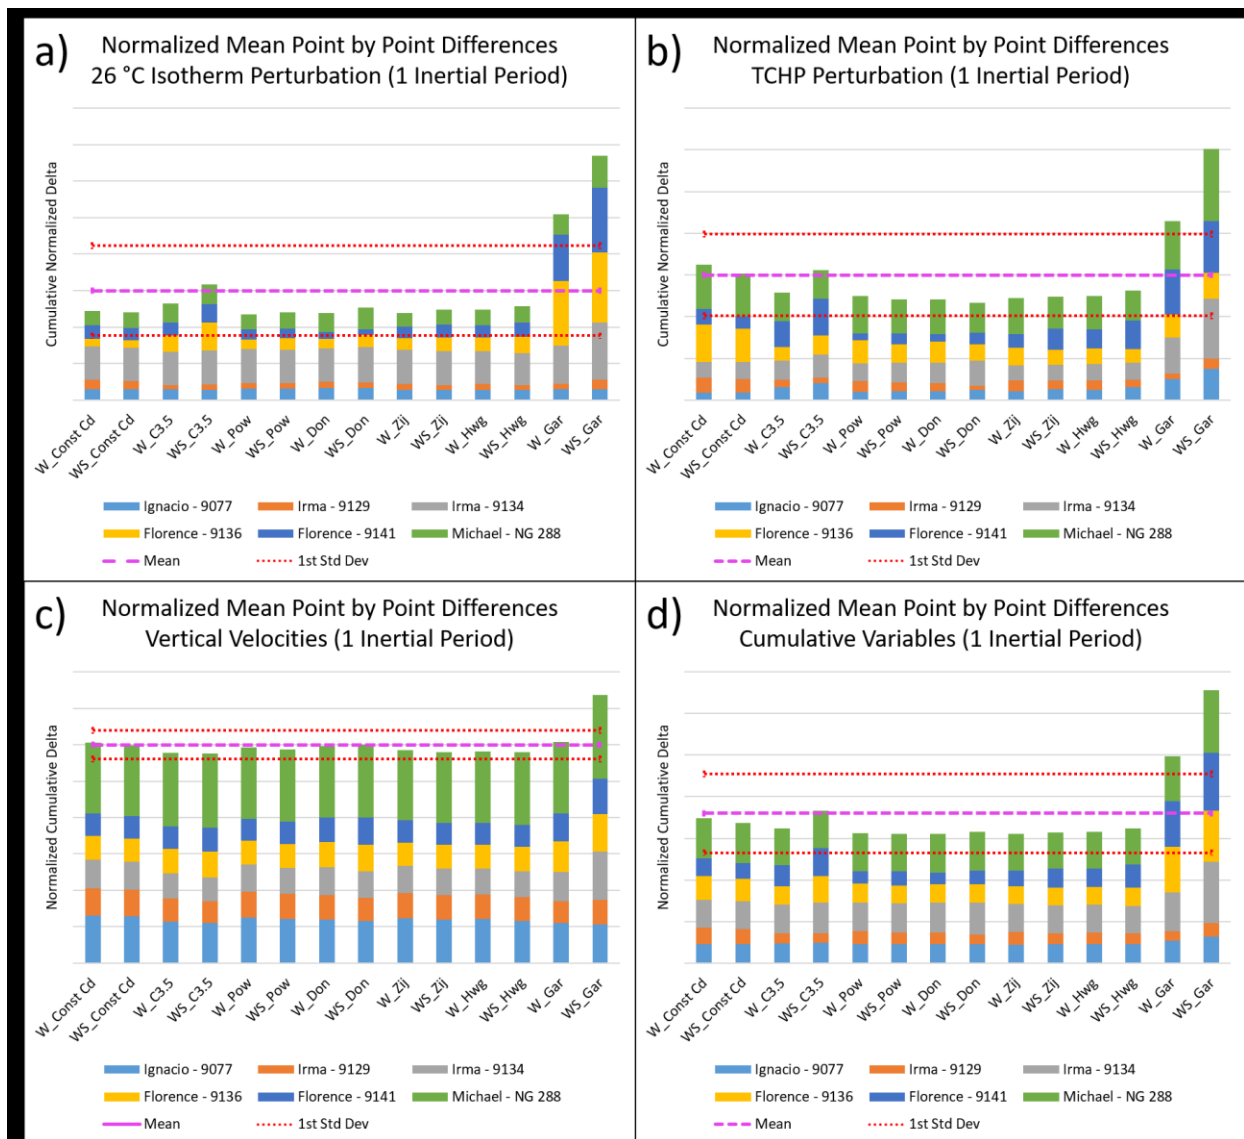 a)
Normalized Mean Point by Point Differences
26 °C Isotherm Perturbation (1 Inertial Period)
Cumulative Normalized Delta
W_Const Cd
WS_Const Cd
W_C3.5
WS_C3.5
W_Pow
WS_Pow
W_Don
WS_Don
W_Zij
WS_Zij
W_Hwg
WS_Hwg
W_Gar
WS_Gar
Ignacio - 9077 Irma - 9129 Irma - 9134
Florence - 9136 Florence - 9141 Michael - NG 288
Mean 1st Std Dev
b)
Normalized Mean Point by Point Differences
TCHP Perturbation (1 Inertial Period)
Cumulative Normalized Delta
W_Const Cd
WS_Const Cd
W_C3.5
WS_C3.5
W_Pow
WS_Pow
W_Don
WS_Don
W_Zij
WS_Zij
W_Hwg
WS_Hwg
W_Gar
WS_Gar
Ignacio - 9077 Irma - 9129 Irma - 9134
Florence - 9136 Florence - 9141 Michael - NG 288
Mean 1st Std Dev
c)
Normalized Mean Point by Point Differences
Vertical Velocities (1 Inertial Period)
Normalized Cumulative Delta
W_Const Cd
WS_Const Cd
W_C3.5
WS_C3.5
W_Pow
WS_Pow
W_Don
WS_Don
W_Zij
WS_Zij
W_Hwg
WS_Hwg
W_Gar
WS_Gar
Ignacio - 9077 Irma - 9129 Irma - 9134
Florence - 9136 Florence - 9141 Michael - NG 288
Mean 1st Std Dev
d)
Normalized Mean Point by Point Differences
Cumulative Variables (1 Inertial Period)
Normalized Cumulative Delta
W_Const Cd
WS_Const Cd
W_C3.5
WS_C3.5
W_Pow
WS_Pow
W_Don
WS_Don
W_Zij
WS_Zij
W_Hwg
WS_Hwg
W_Gar
WS_Gar
Ignacio - 9077 Irma - 9129 Irma - 9134
Florence - 9136 Florence - 9141 Michael - NG 288
Mean 1st Std Dev